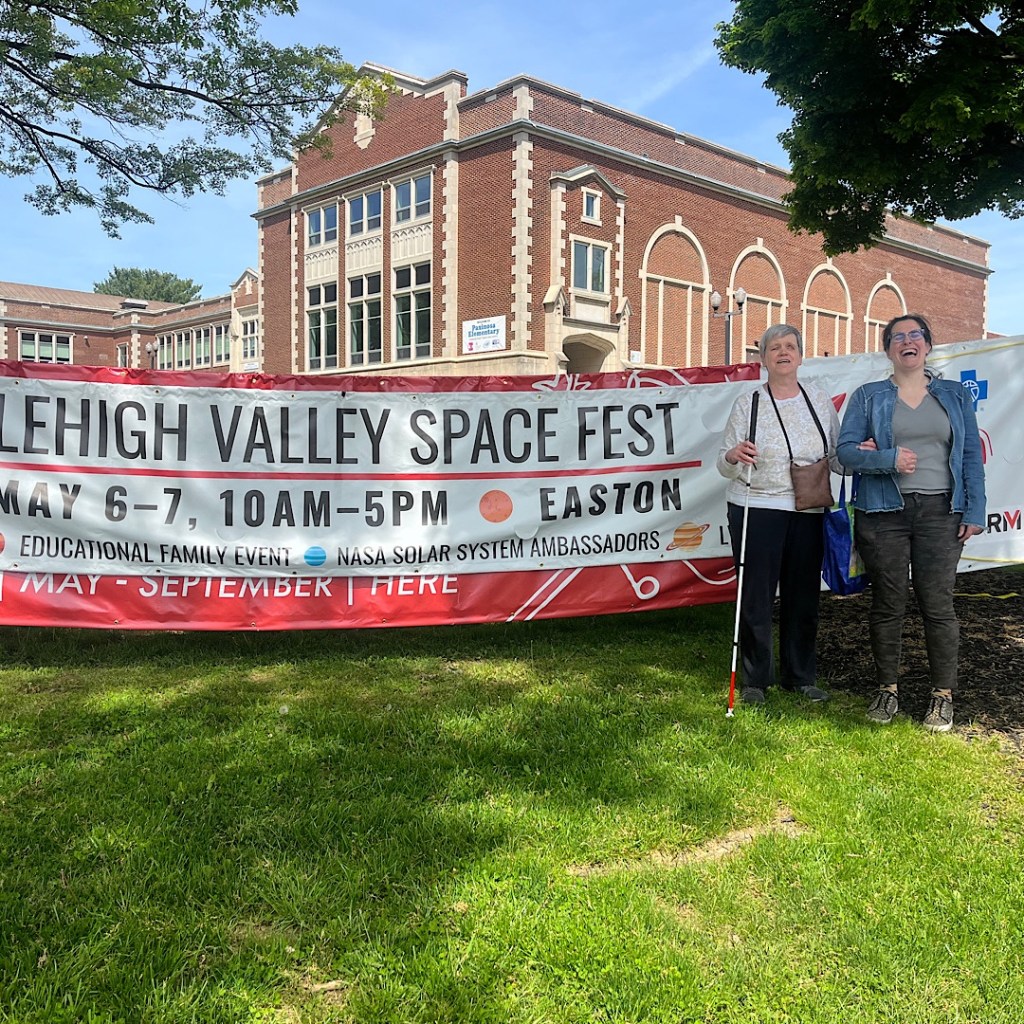 Paxinosa
Elementary
LEHIGH VALLEY SPACE FEST
MAY 6–7, 10AM–5PM EASTON
EDUCATIONAL FAMILY EVENT NASA SOLAR SYSTEM AMBASSADORS
MAY - SEPTEMBER | HERE